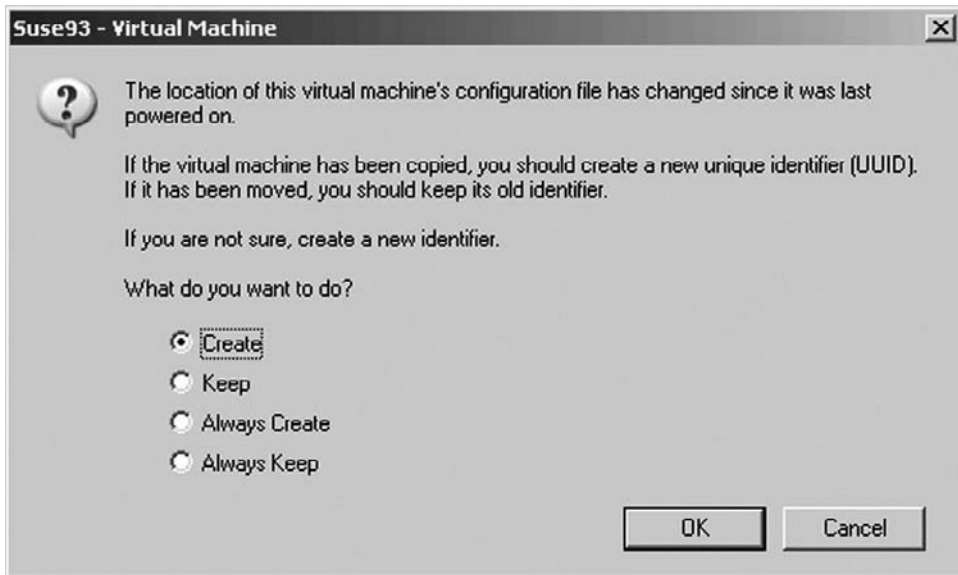 Suse93 - Virtual Machine
The location of this virtual machine's configuration file has changed since it was last
powered on.
If the virtual machine has been copied, you should create a new unique identifier (UUID).
If it has been moved, you should keep its old identifier.
If you are not sure, create a new identifier.
What do you want to do?
Create
Keep
Always Create
Always Keep
OK
Cancel